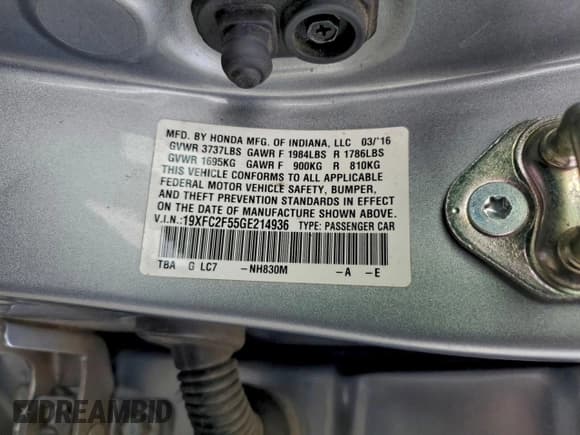 MFD. BY HONDA MFG. OF INDIANA, LLC 03/'16
GVWR 3737LBS GAWR F 1984LBS R 1786LBS
GVWR 1695KG GAWR F 900KG R 810KG
THIS VEHICLE CONFORMS TO ALL APPLICABLE
FEDERAL MOTOR VEHICLE SAFETY, BUMPER,
AND THEFT PREVENTION STANDARDS IN EFFECT
ON THE DATE OF MANUFACTURE SHOWN ABOVE.
V.I.N.:19XFC2F55GE214936 TYPE: PASSENGER CAR
TBA G LC7 -NH830M -A -E
DREAMBID